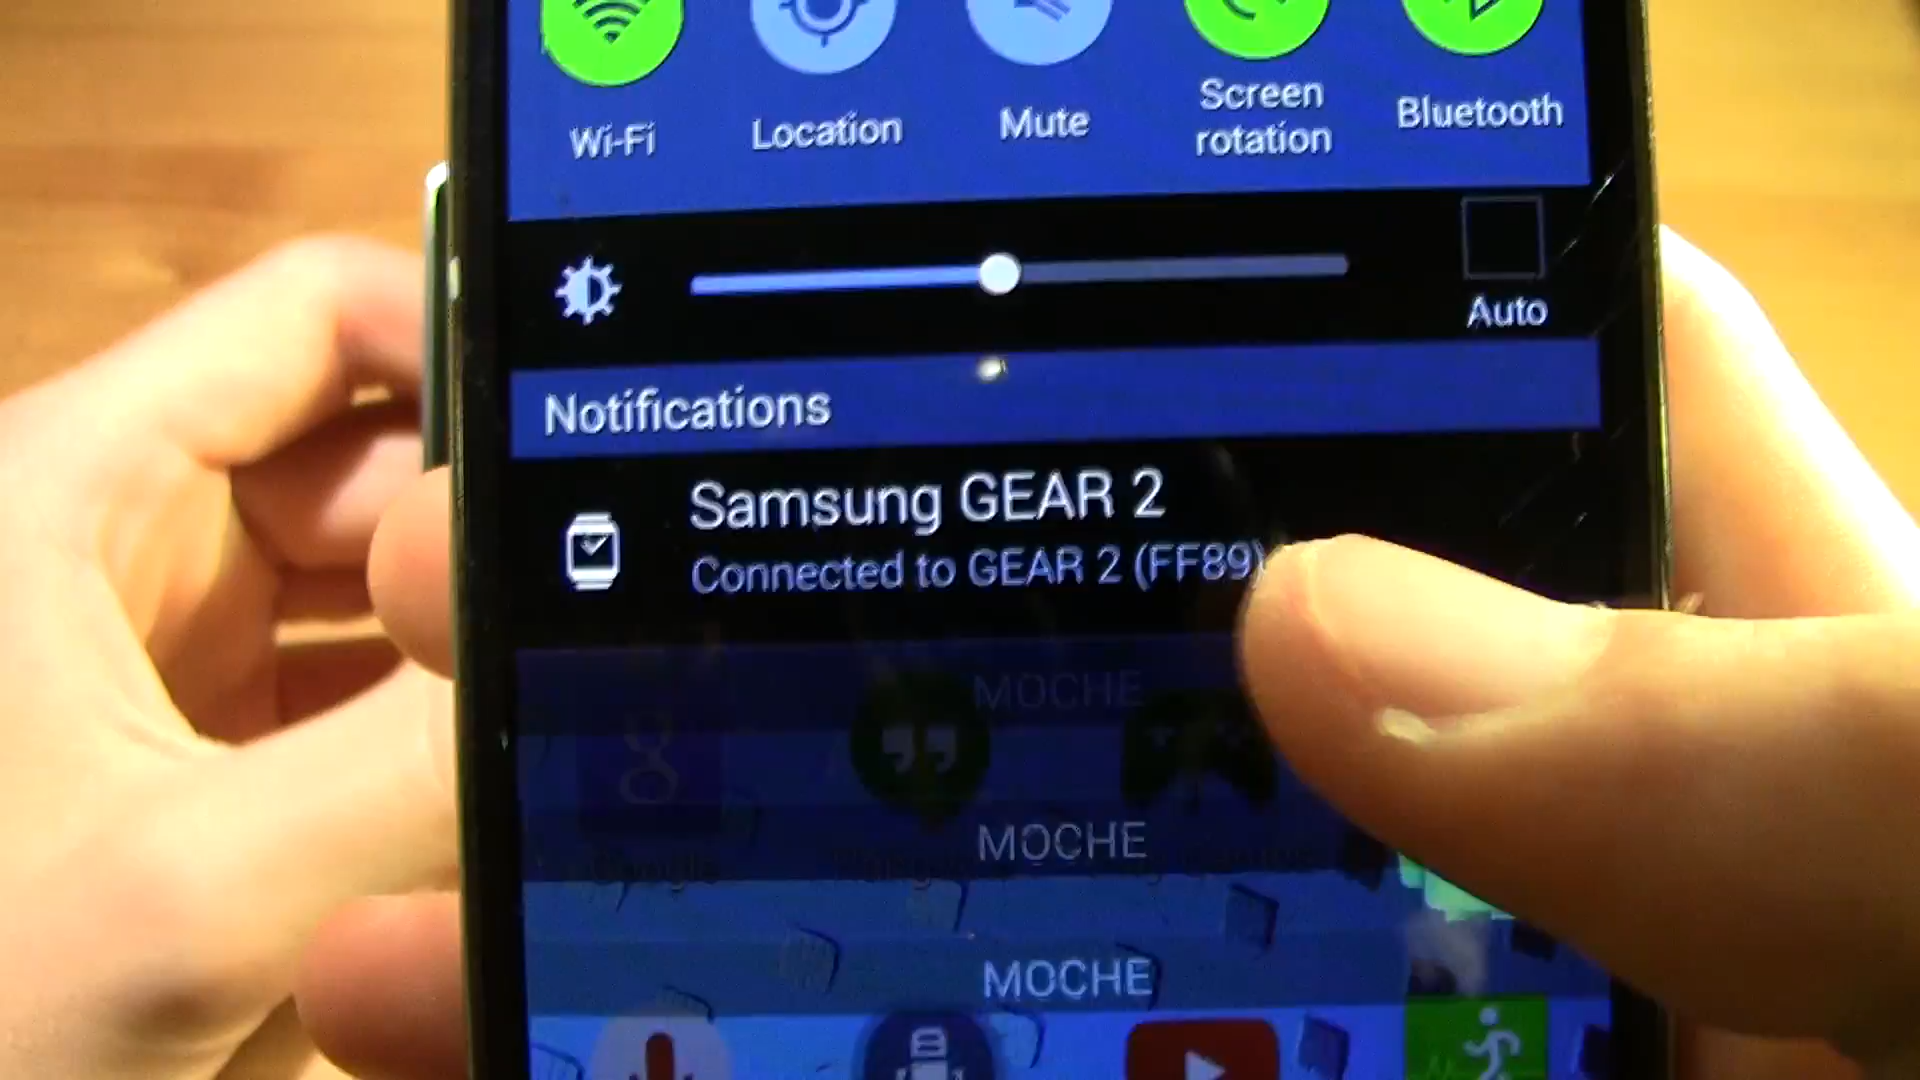 Wi-Fi
Location
Mute
Screen
rotation
Bluetooth
Auto
Notifications
Samsung GEAR 2
Connected to GEAR 2 (FF89)
MOCHE
MOCHE
Google
MOCHE